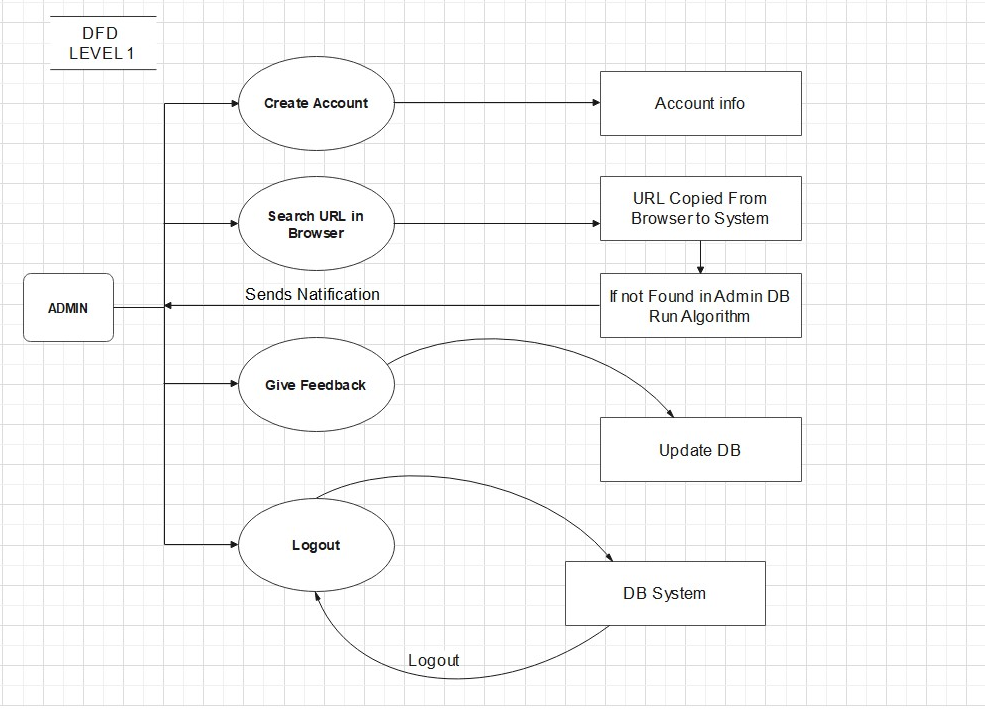 DFD
LEVEL 1
Create Account
Account info
Search URL in
Browser
URL Copied From
Browser to System
ADMIN
Sends Natification
If not Found in Admin DB
Run Algorithm
Give Feedback
Update DB
Logout
DB System
Logout